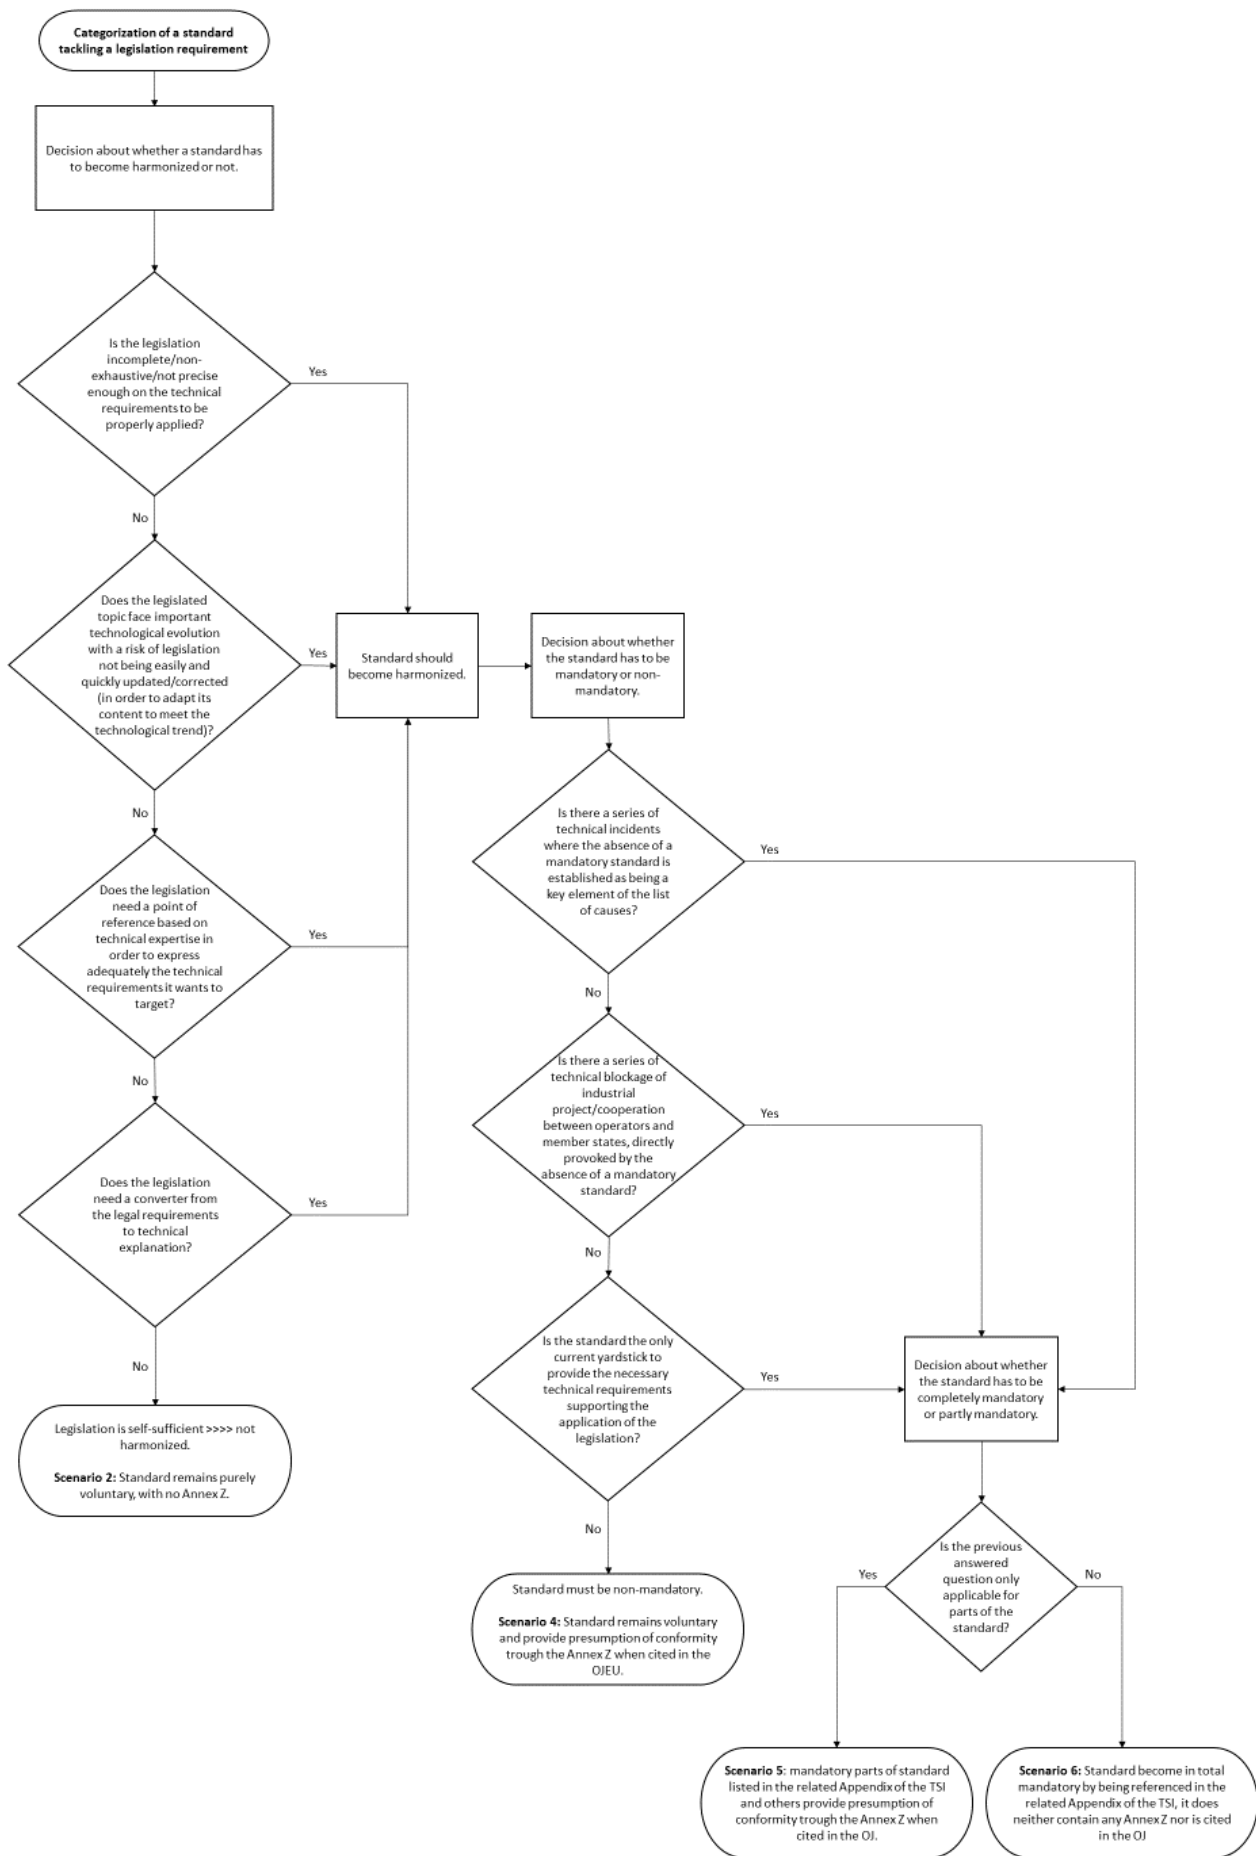 Categorization of a standard
tackling a legislation requirement
Decision about whether a standard has
to become harmonized or not.
Is the legislation
incomplete/non-
exhaustive/not precise
enough on the technical
requirements to be
properly applied?
Yes
No
Does the legislated
topic face important
technological evolution
with a risk of legislation
not being easily and
quickly updated/corrected
(in order to adapt its
content to meet the
technological trend)?
Yes
No
Does the legislation
need a point of
reference based on
technical expertise in
order to express
adequately the technical
requirements it wants to
target?
Yes
No
Does the legislation
need a converter from
the legal requirements
to technical
explanation?
Yes
No
Legislation is self-sufficient >>>> not
harmonized.
Scenario 2: Standard remains purely
voluntary, with no Annex Z.
Standard should
become harmonized.
Decision about whether
the standard has to be
mandatory or non-
mandatory.
Is there a series of
technical incidents
where the absence of a
mandatory standard is
established as being a
key element of the list
of causes?
Yes
No
Is there a series of
technical blockage of
industrial
project/cooperation
between operators and
member states, directly
provoked by the
absence of a mandatory
standard?
Yes
No
Is the standard the only
current yardstick to
provide the necessary
technical requirements
supporting the
application of the
legislation?
Yes
No
Standard must be non-mandatory.
Scenario 4: Standard remains voluntary
and provide presumption of conformity
trough the Annex Z when cited in the
OJEU.
Decision about whether
the standard has to be
completely mandatory
or partly mandatory.
Is the previous
answered
question only
applicable for
parts of the
standard?
Yes
No
Scenario 5: mandatory parts of standard
listed in the related Appendix of the TSI
and others provide presumption of
conformity trough the Annex Z when
cited in the OJ.
Scenario 6: Standard become in total
mandatory by being referenced in the
related Appendix of the TSI, it does
neither contain any Annex Z nor is cited
in the OJ